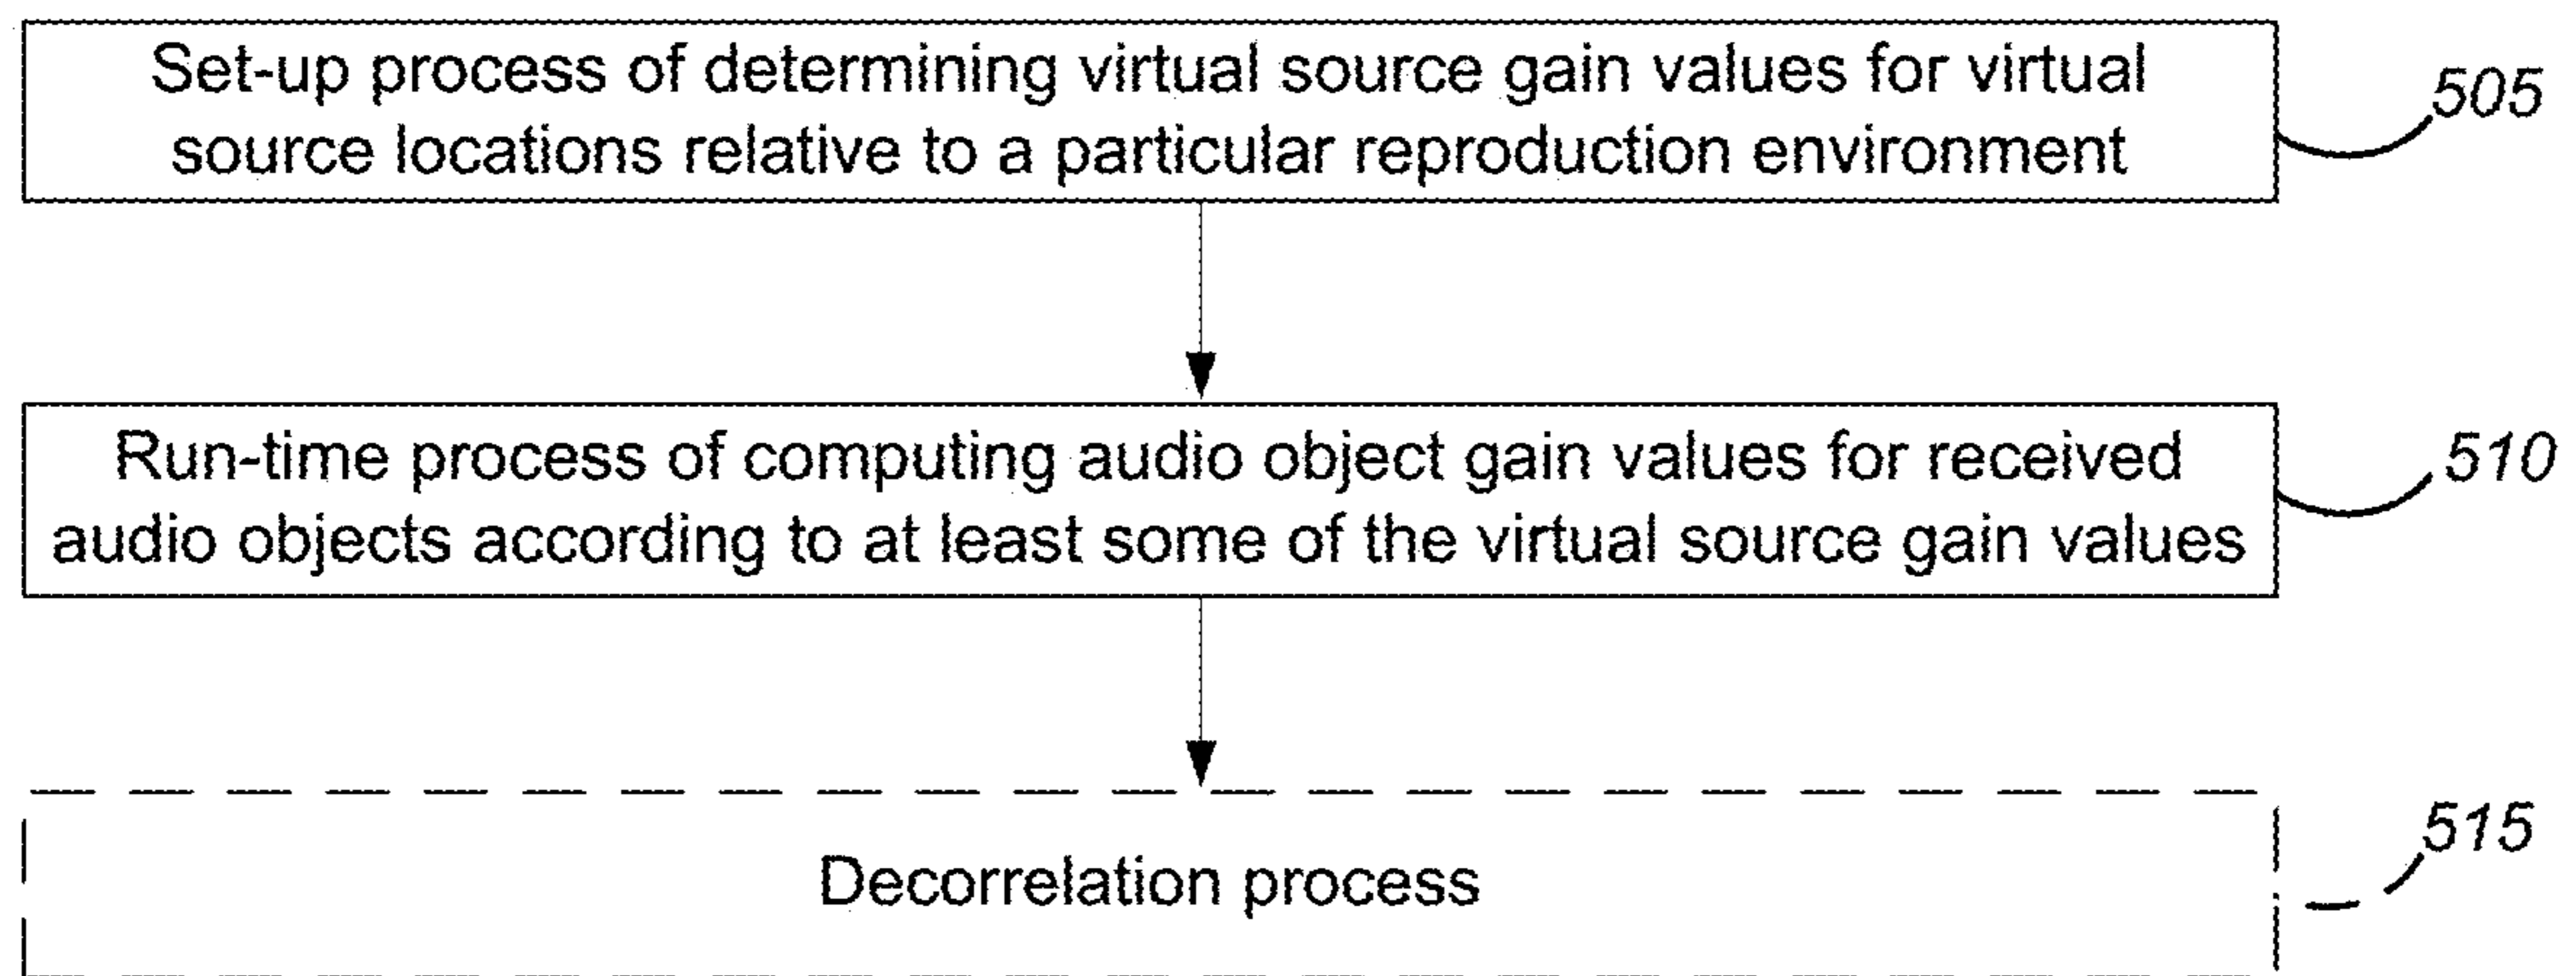 Set-up process of determining virtual source gain values for virtual
source locations relative to a particular reproduction environment
505
Run-time process of computing audio object gain values for received
audio objects according to at least some of the virtual source gain values
510
Decorrelation process
515